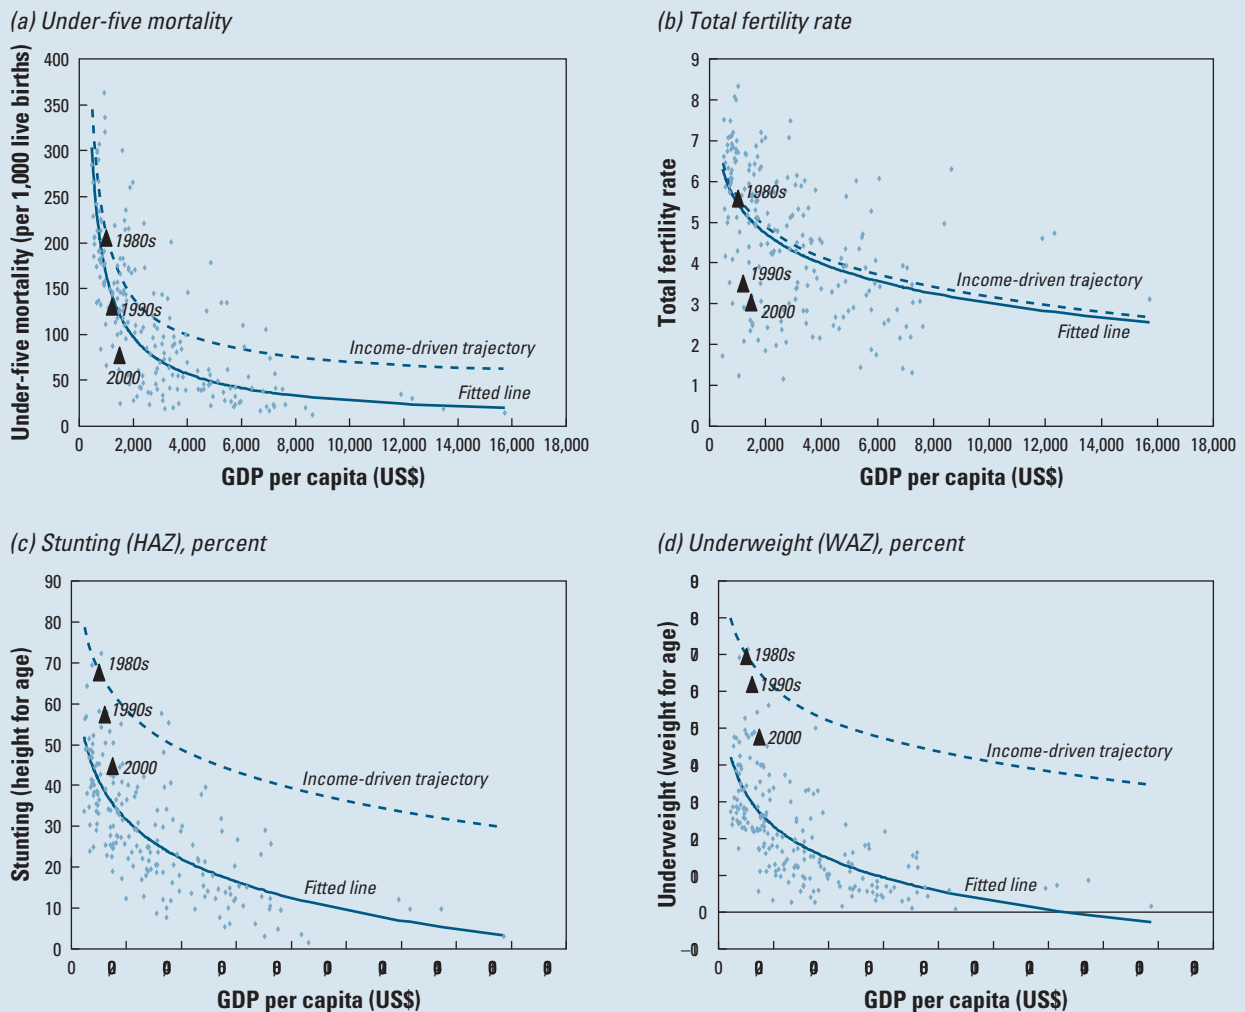 (a) Under-five mortality
Under-five mortality (per 1,000 live births)
400
350
300
250
200
150
100
50
0
1980s
1990s
2000
Income-driven trajectory
Fitted line
0 2,000 4,000 6,000 8,000 10,000 12,000 14,000 16,000 18,000
GDP per capita (US$)
(b) Total fertility rate
Total fertility rate
9
8
7
6
5
4
3
2
1
0
1980s
1990s
2000
Income-driven trajectory
Fitted line
0 2,000 4,000 6,000 8,000 10,000 12,000 14,000 16,000 18,000
GDP per capita (US$)
(c) Stunting (HAZ), percent
Stunting (height for age)
90
80
70
60
50
40
30
20
10
0
1980s
1990s
2000
Income-driven trajectory
Fitted line
0
GDP per capita (US$)
(d) Underweight (WAZ), percent
Underweight (weight for age)
1980s
1990s
2000
Income-driven trajectory
Fitted line
0
0
GDP per capita (US$)